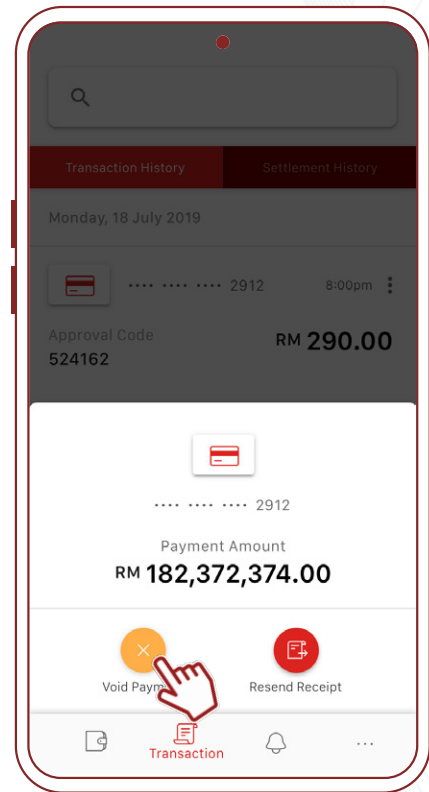 Transaction History Settlement History
Monday, 18 July 2019
···· ···· ···· 2912 8:00pm
Approval Code RM 290.00
524162
···· ···· ···· 2912
Payment Amount
RM 182,372,374.00
Void Paym Resend Receipt
Transaction